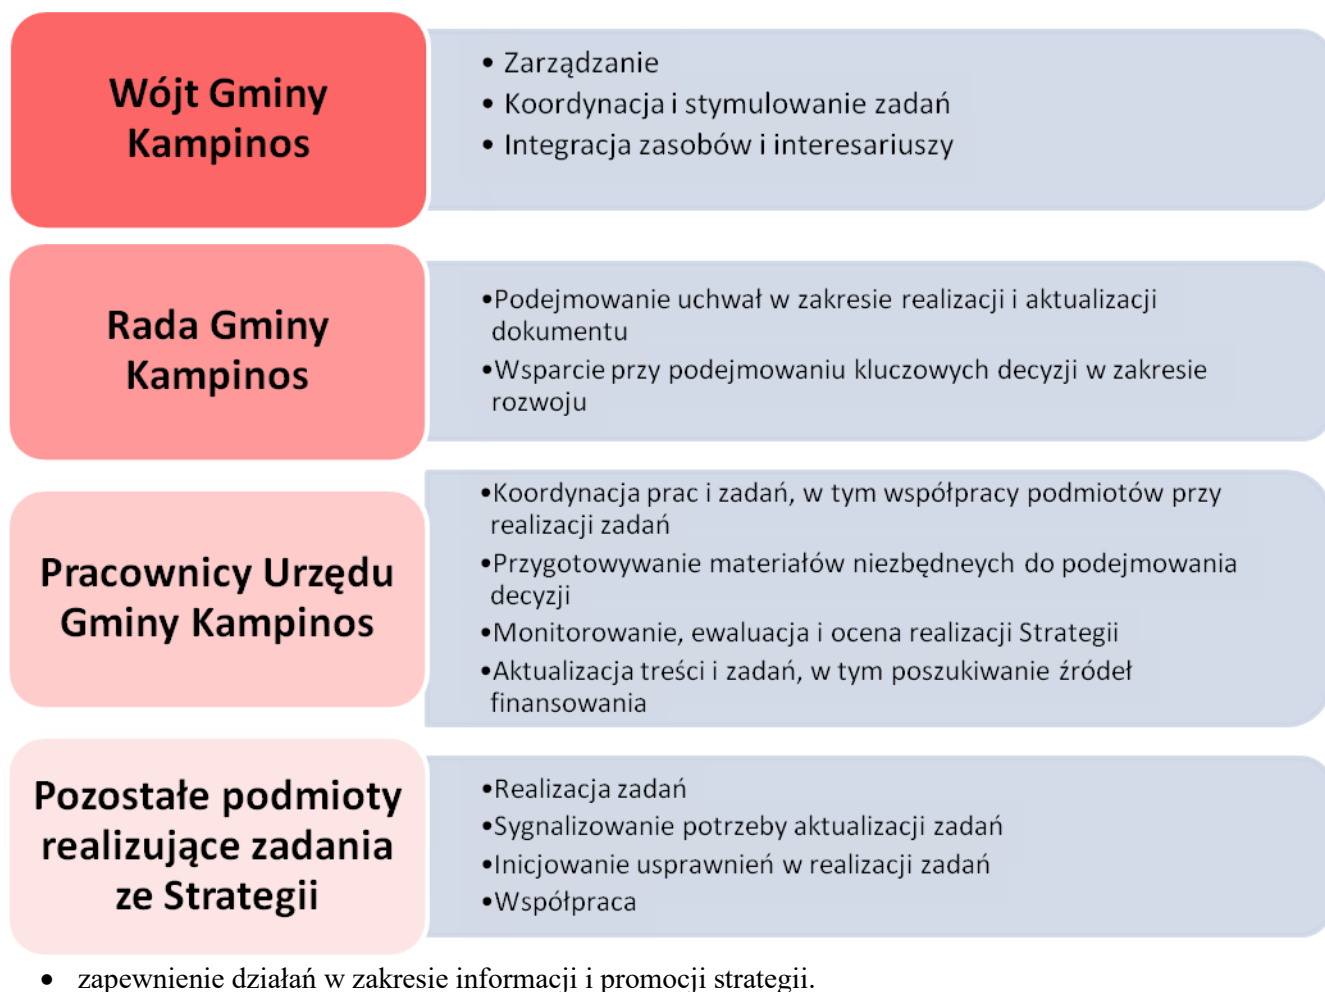 Wójt Gminy
Kampinos
• Zarządzanie
• Koordynacja i stymulowanie zadań
• Integracja zasobów i interesariuszy
Rada Gminy
Kampinos
•Podejmowanie uchwał w zakresie realizacji i aktualizacji
dokumentu
•Wsparcie przy podejmowaniu kluczowych decyzji w zakresie
rozwoju
Pracownicy Urzędu
Gminy Kampinos
•Koordynacja prac i zadań, w tym współpracy podmiotów przy
realizacji zadań
•Przygotowywanie materiałów niezbędneych do podejmowania
decyzji
•Monitorowanie, ewaluacja i ocena realizacji Strategii
•Aktualizacja treści i zadań, w tym poszukiwanie źródeł
finansowania
Pozostałe podmioty
realizujące zadania
ze Strategii
•Realizacja zadań
•Sygnalizowanie potrzeby aktualizacji zadań
•Inicjowanie usprawnień w realizacji zadań
•Współpraca
• zapewnienie działań w zakresie informacji i promocji strategii.